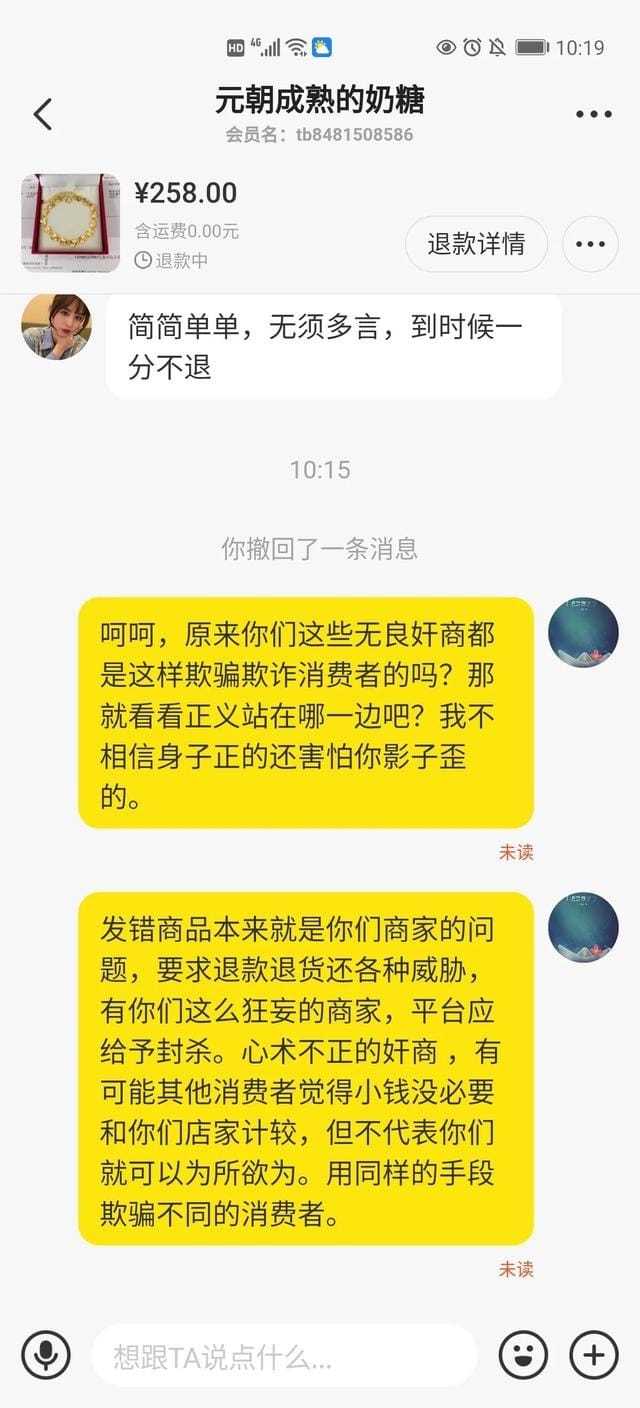 HD 4G 10:19
元朝成熟的奶糖
会员名：tb8481508586
¥258.00
含运费0.00元
退款中
退款详情
简简单单，无须多言，到时候一
分不退
10:15
你撤回了一条消息
呵呵，原来你们这些无良奸商都
是这样欺骗欺诈消费者的吗？那
就看看正义站在哪一边吧？我不
相信身子正的还害怕你影子歪
的。
未读
发错商品本来就是你们商家的问
题，要求退款退货还各种威胁，
有你们这么狂妄的商家，平台应
给予封杀。心术不正的奸商 ，有
可能其他消费者觉得小钱没必要
和你们店家计较，但不代表你们
就可以为所欲为。用同样的手段
欺骗不同的消费者。
未读
想跟TA说点什么...